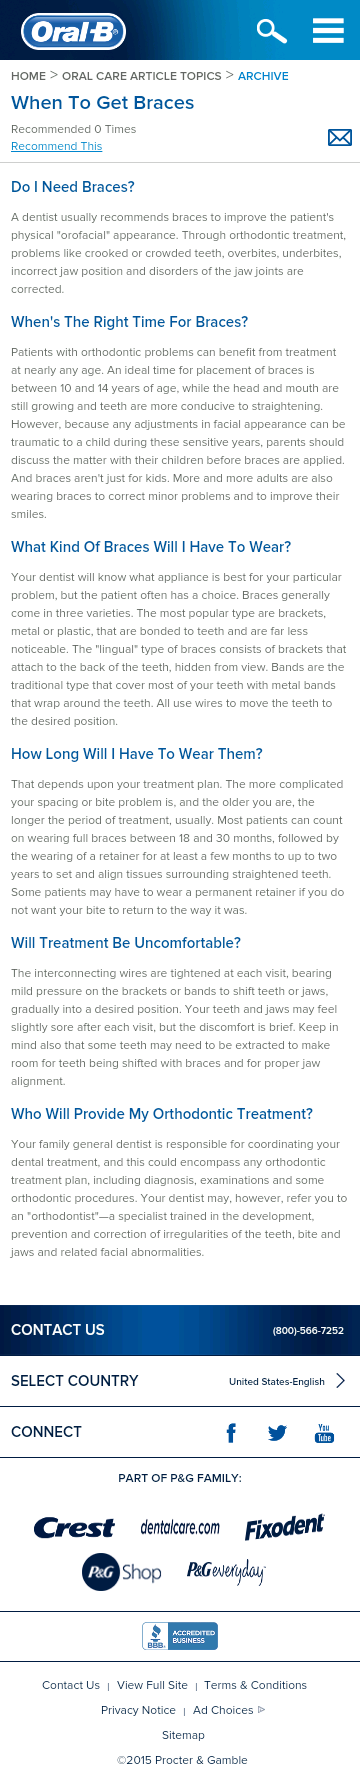 Oral-B®
HOME > ORAL CARE ARTICLE TOPICS > ARCHIVE
When To Get Braces
Recommended 0 Times
Recommend This
Do I Need Braces?
A dentist usually recommends braces to improve the patient's
physical "orofacial" appearance. Through orthodontic treatment,
problems like crooked or crowded teeth, overbites, underbites,
incorrect jaw position and disorders of the jaw joints are
corrected.
When's The Right Time For Braces?
Patients with orthodontic problems can benefit from treatment
at nearly any age. An ideal time for placement of braces is
between 10 and 14 years of age, while the head and mouth are
still growing and teeth are more conducive to straightening.
However, because any adjustments in facial appearance can be
traumatic to a child during these sensitive years, parents should
discuss the matter with their children before braces are applied.
And braces aren't just for kids. More and more adults are also
wearing braces to correct minor problems and to improve their
smiles.
What Kind Of Braces Will I Have To Wear?
Your dentist will know what appliance is best for your particular
problem, but the patient often has a choice. Braces generally
come in three varieties. The most popular type are brackets,
metal or plastic, that are bonded to teeth and are far less
noticeable. The "lingual" type of braces consists of brackets that
attach to the back of the teeth, hidden from view. Bands are the
traditional type that cover most of your teeth with metal bands
that wrap around the teeth. All use wires to move the teeth to
the desired position.
How Long Will I Have To Wear Them?
That depends upon your treatment plan. The more complicated
your spacing or bite problem is, and the older you are, the
longer the period of treatment, usually. Most patients can count
on wearing full braces between 18 and 30 months, followed by
the wearing of a retainer for at least a few months to up to two
years to set and align tissues surrounding straightened teeth.
Some patients may have to wear a permanent retainer if you do
not want your bite to return to the way it was.
Will Treatment Be Uncomfortable?
The interconnecting wires are tightened at each visit, bearing
mild pressure on the brackets or bands to shift teeth or jaws,
gradually into a desired position. Your teeth and jaws may feel
slightly sore after each visit, but the discomfort is brief. Keep in
mind also that some teeth may need to be extracted to make
room for teeth being shifted with braces and for proper jaw
alignment.
Who Will Provide My Orthodontic Treatment?
Your family general dentist is responsible for coordinating your
dental treatment, and this could encompass any orthodontic
treatment plan, including diagnosis, examinations and some
orthodontic procedures. Your dentist may, however, refer you to
an "orthodontist"—a specialist trained in the development,
prevention and correction of irregularities of the teeth, bite and
jaws and related facial abnormalities.
CONTACT US (800)-566-7252
SELECT COUNTRY United States-English
CONNECT f You Tube
PART OF P&G FAMILY:
Crest dentalcare.com Fixodent
P&G Shop P&G everyday
BBB ACCREDITED BUSINESS
Contact Us | View Full Site | Terms & Conditions
Privacy Notice | Ad Choices
Sitemap
©2015 Procter & Gamble